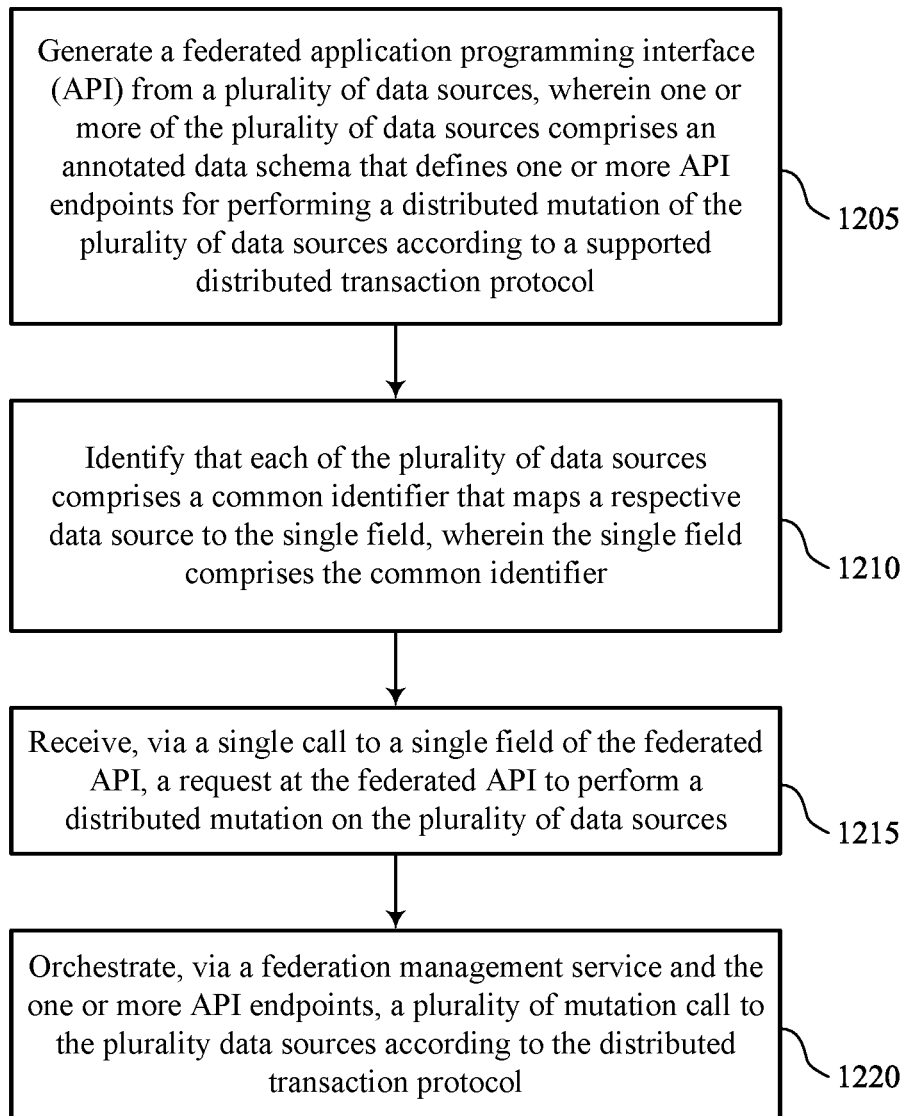 Generate a federated application programming interface
(API) from a plurality of data sources, wherein one or
more of the plurality of data sources comprises an
annotated data schema that defines one or more API
endpoints for performing a distributed mutation of the
plurality of data sources according to a supported
distributed transaction protocol
1205
Identify that each of the plurality of data sources
comprises a common identifier that maps a respective
data source to the single field, wherein the single field
comprises the common identifier
1210
Receive, via a single call to a single field of the federated
API, a request at the federated API to perform a
distributed mutation on the plurality of data sources
1215
Orchestrate, via a federation management service and the
one or more API endpoints, a plurality of mutation call to
the plurality data sources according to the distributed
transaction protocol
1220